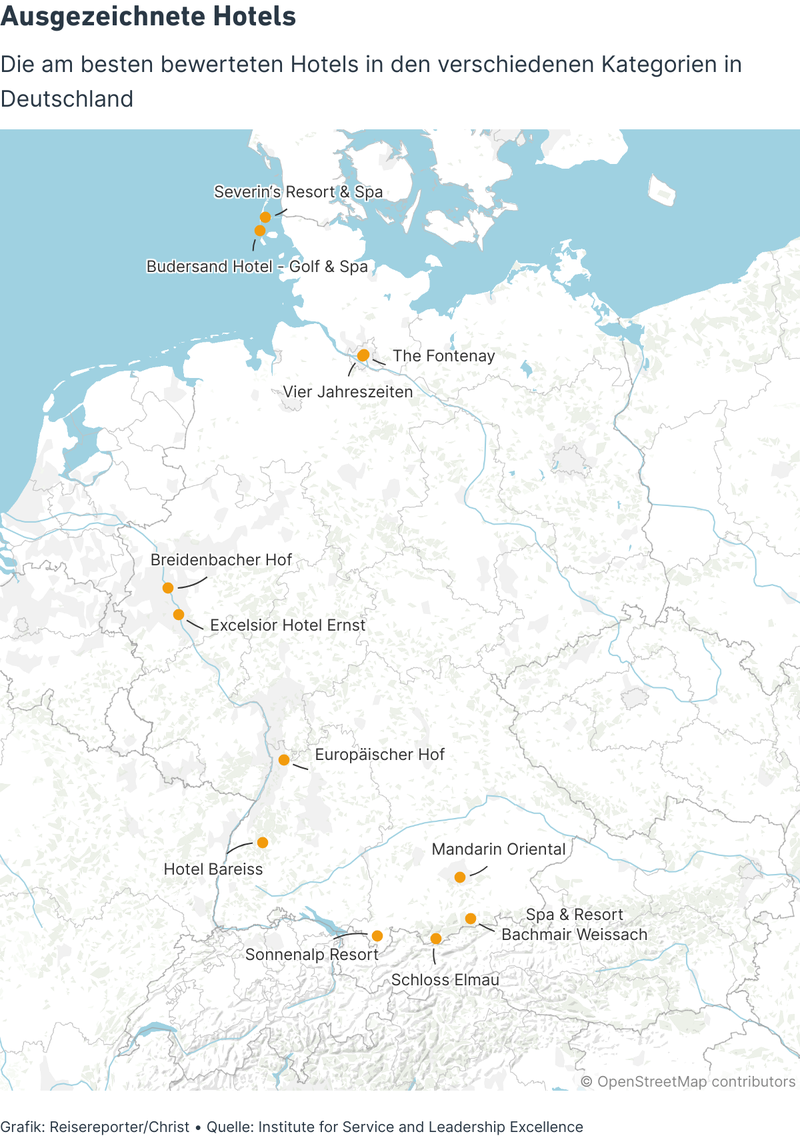 Ausgezeichnete Hotels
Die am besten bewerteten Hotels in den verschiedenen Kategorien in
Deutschland
Severin's Resort & Spa
Budersand Hotel - Golf & Spa
The Fontenay
Vier Jahreszeiten
Breidenbacher Hof
Excelsior Hotel Ernst
Europäischer Hof
Mandarin Oriental
Hotel Bareiss
Spa & Resort
Bachmair Weissach
Sonnenalp Resort
Schloss Elmau
© OpenStreetMap contributors
Grafik: Reisereporter/Christ • Quelle: Institute for Service and Leadership Excellence